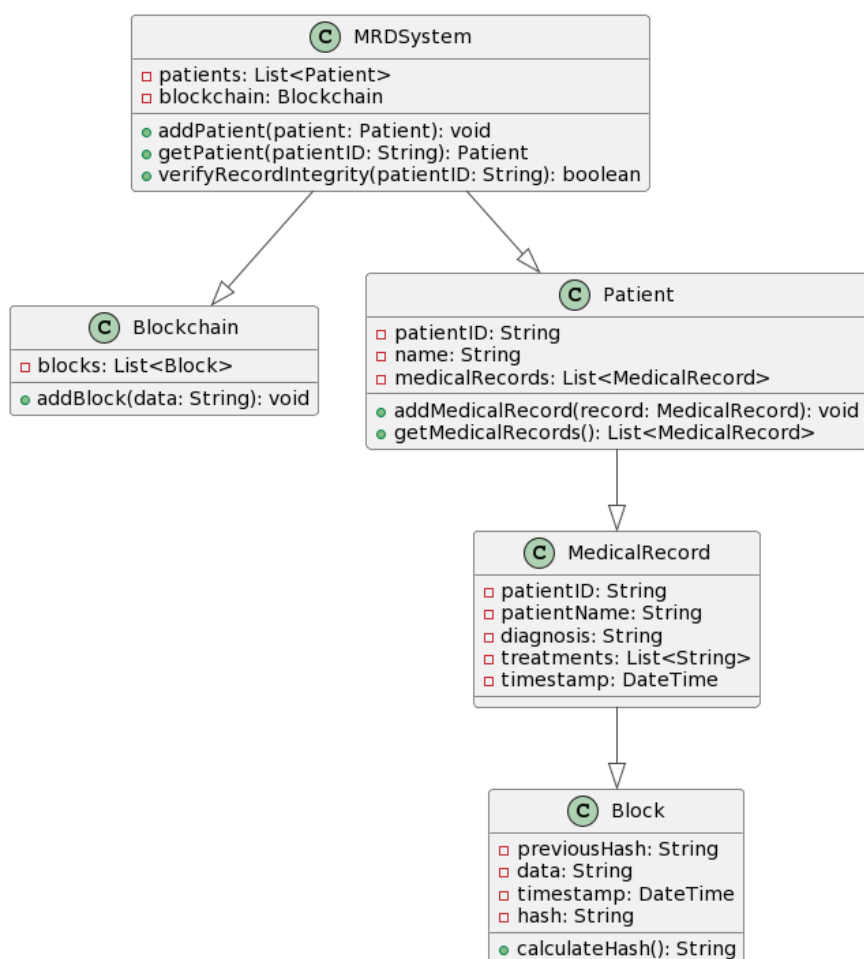 C MRDSystem
patients: List<Patient>
blockchain: Blockchain
addPatient(patient: Patient): void
getPatient(patientID: String): Patient
verifyRecordIntegrity(patientID: String): boolean
C Blockchain
blocks: List<Block>
addBlock(data: String): void
C Patient
patientID: String
name: String
medicalRecords: List<MedicalRecord>
addMedicalRecord(record: MedicalRecord): void
getMedicalRecords(): List<MedicalRecord>
C MedicalRecord
patientID: String
patientName: String
diagnosis: String
treatments: List<String>
timestamp: DateTime
C Block
previousHash: String
data: String
timestamp: DateTime
hash: String
calculateHash(): String